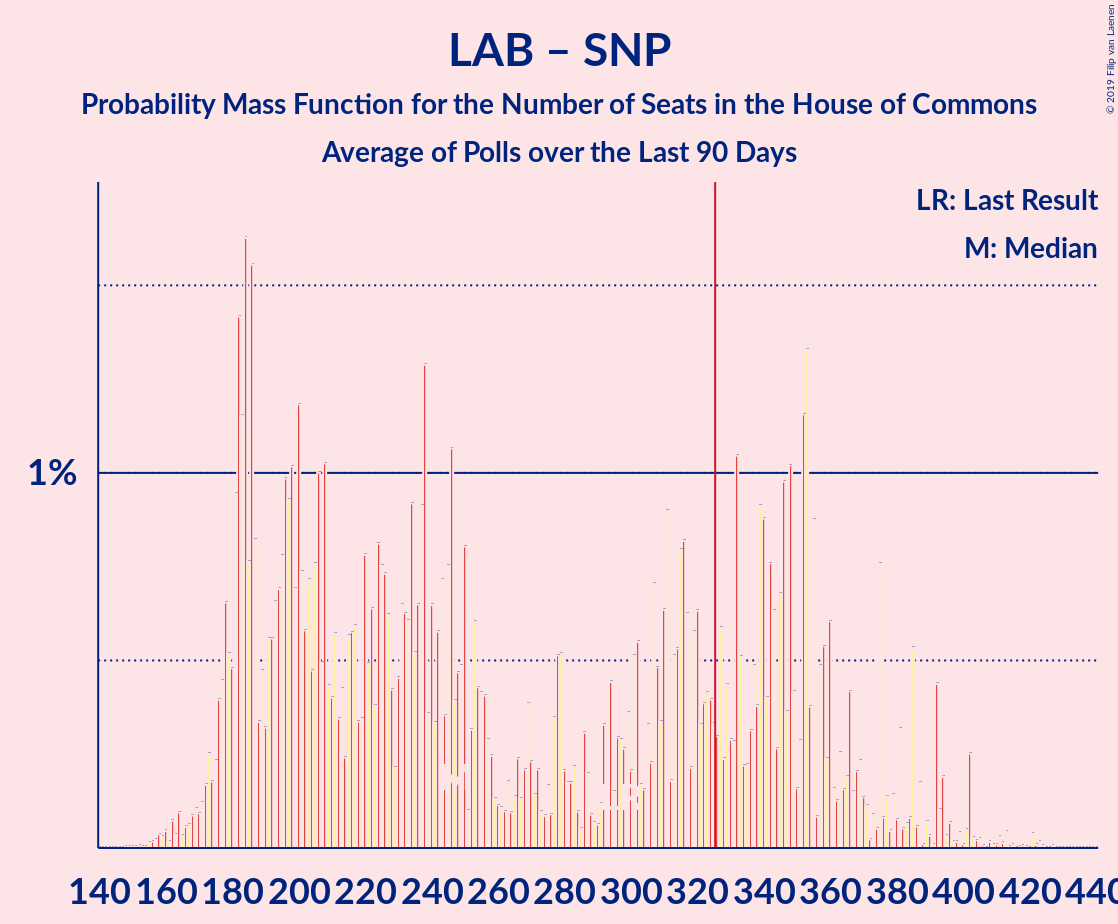 LAB – SNP
Probability Mass Function for the Number of Seats in the House of Commons
Average of Polls over the Last 90 Days
© 2019 Filip van Laenen
LR: Last Result
M: Median
1%
M
LR
140 160 180 200 220 240 260 280 300 320 340 360 380 400 420 440